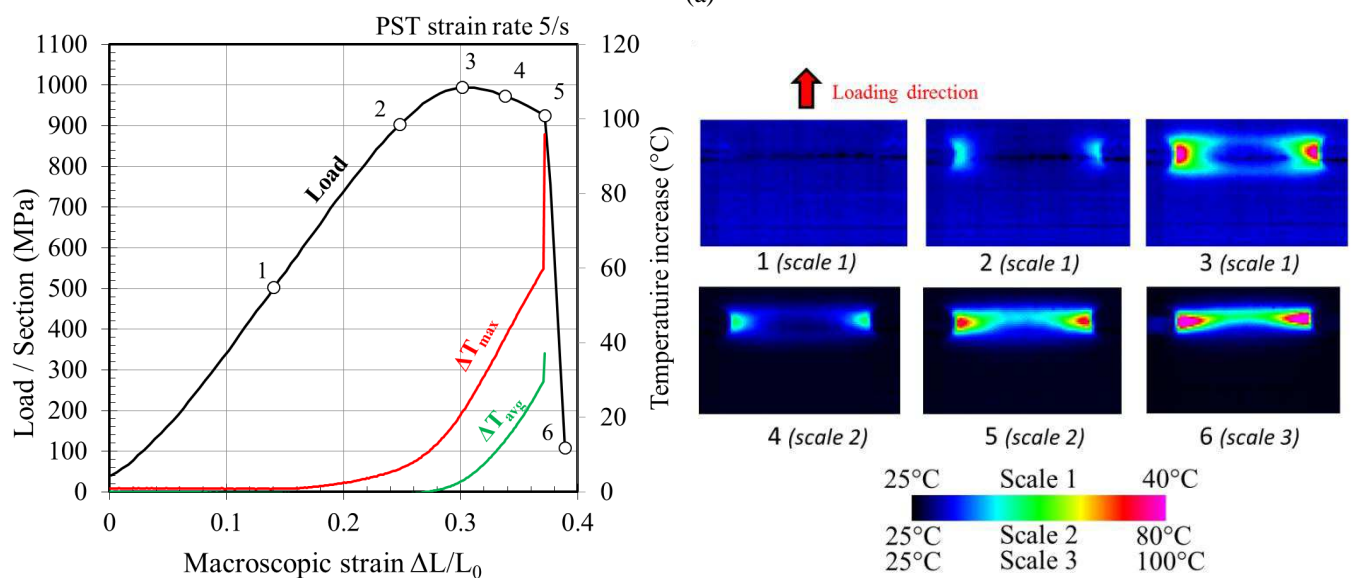 (a)
PST strain rate 5/s
1100
1000
900
800
700
600
500
400
300
200
100
0
Load / Section (MPa)
0
0.1
0.2
0.3
0.4
Macroscopic strain ΔL/L0
120
100
80
60
40
20
0
Temperatuire increase (°C)
Load
ΔTmax
ΔTavg
1
2
3
4
5
6
Loading direction
1 (scale 1)
2 (scale 1)
3 (scale 1)
4 (scale 2)
5 (scale 2)
6 (scale 3)
25°C Scale 1 40°C
25°C Scale 2 80°C
25°C Scale 3 100°C